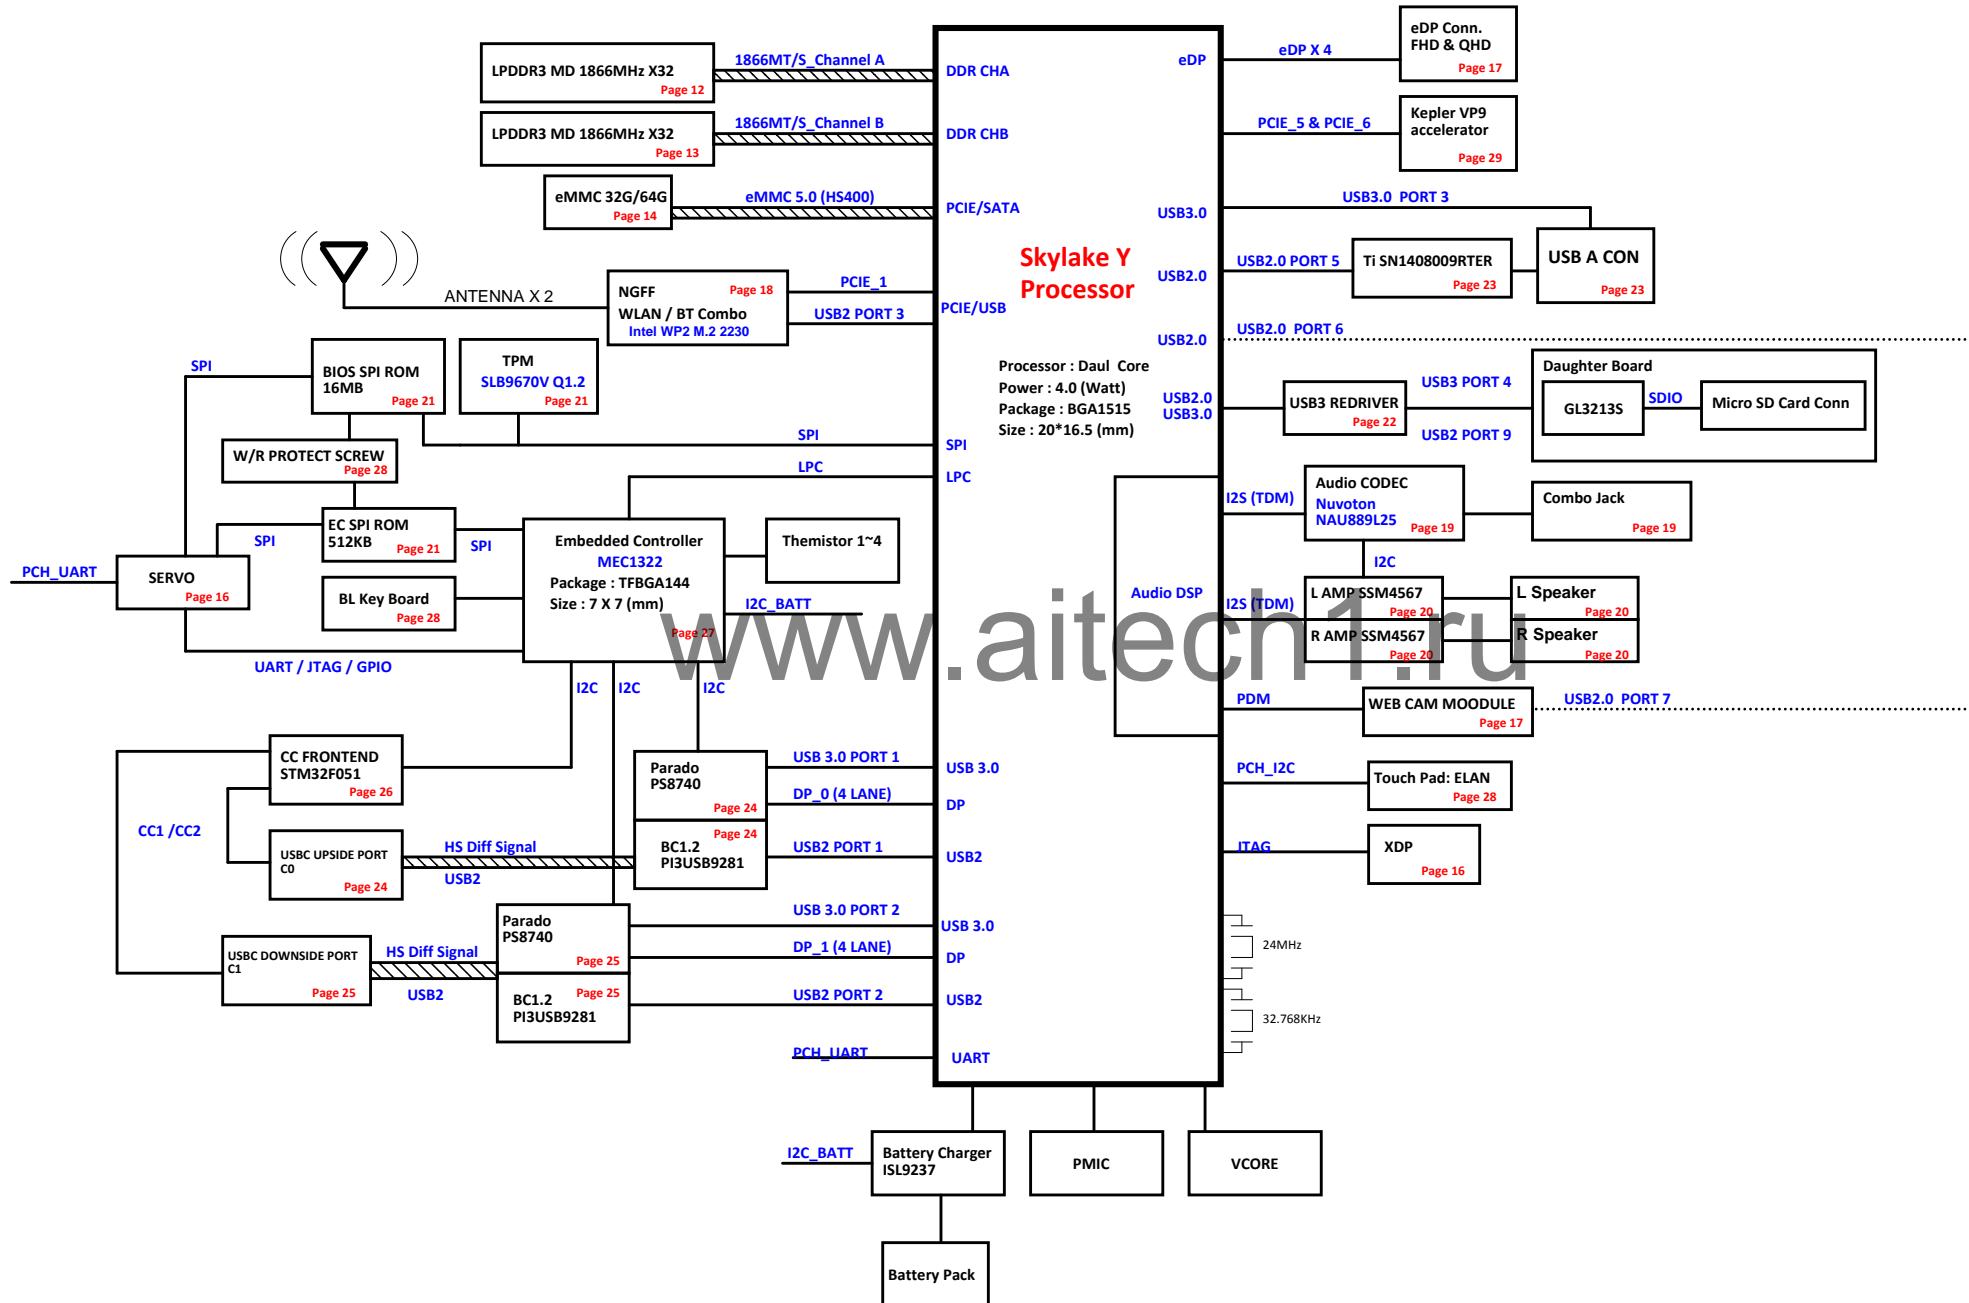 LPDDR3 MD 1866MHz X32
Page 12
1866MT/S_Channel A
DDR CHA
LPDDR3 MD 1866MHz X32
Page 13
1866MT/S_Channel B
DDR CHB
eMMC 32G/64G
Page 14
eMMC 5.0 (HS400)
PCIE/SATA
ANTENNA X 2
NGFF
Page 18
WLAN / BT Combo
Intel WP2 M.2 2230
PCIE_1
USB2 PORT 3
PCIE/USB
SPI
BIOS SPI ROM
16MB
Page 21
TPM
SLB9670V Q1.2
Page 21
SPI
SPI
W/R PROTECT SCREW
Page 28
LPC
LPC
EC SPI ROM
512KB
Page 21
SPI
SPI
PCH_UART
SERVO
Page 16
BL Key Board
Page 28
UART / JTAG / GPIO
Embedded Controller
MEC1322
Package : TFBGA144
Size : 7 X 7 (mm)
Page 27
Themistor 1~4
I2C_BATT
I2C
I2C
I2C
CC FRONTEND
STM32F051
Page 26
CC1 /CC2
USBC UPSIDE PORT
C0
Page 24
HS Diff Signal
USB2
Parado
PS8740
Page 24
BC1.2
Page 24
PI3USB9281
USB 3.0 PORT 1
USB 3.0
DP_0 (4 LANE)
DP
USB2 PORT 1
USB2
USBC DOWNSIDE PORT
C1
Page 25
HS Diff Signal
USB2
Parado
PS8740
Page 25
BC1.2
Page 25
PI3USB9281
USB 3.0 PORT 2
USB 3.0
DP_1 (4 LANE)
DP
USB2 PORT 2
USB2
PCH_UART
UART
Skylake Y
Processor
Processor : Daul Core
Power : 4.0 (Watt)
Package : BGA1515
Size : 20*16.5 (mm)
Audio DSP
eDP
eDP X 4
eDP Conn.
FHD & QHD
Page 17
PCIE_5 & PCIE_6
Kepler VP9
accelerator
Page 29
USB3.0 PORT 3
USB3.0
USB2.0 PORT 5
USB2.0
Ti SN1408009RTER
Page 23
USB A CON
Page 23
USB2.0 PORT 6
USB2.0
USB2.0
USB3.0
USB3 REDRIVER
Page 22
USB3 PORT 4
USB2 PORT 9
Daughter Board
GL3213S
SDIO
Micro SD Card Conn
I2S (TDM)
Audio CODEC
Nuvoton
NAU889L25
Page 19
Combo Jack
Page 19
I2C
I2S (TDM)
L AMP SSM4567
Page 20
R AMP SSM4567
Page 20
L Speaker
Page 20
R Speaker
Page 20
PDM
WEB CAM MOODULE
Page 17
USB2.0 PORT 7
PCH_I2C
Touch Pad: ELAN
Page 28
JTAG
XDP
Page 16
24MHz
32.768KHz
I2C_BATT
Battery Charger
ISL9237
PMIC
VCORE
Battery Pack
www.aitech1.ru